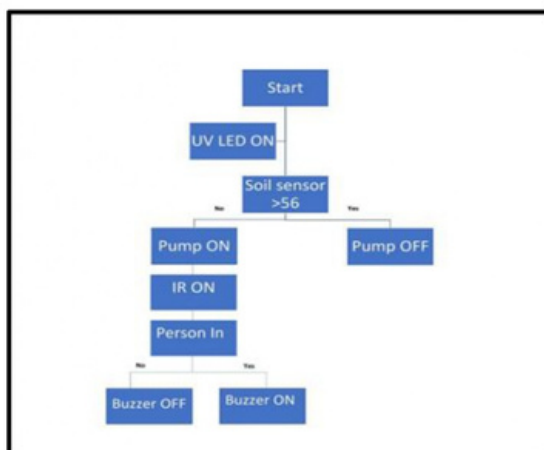 Start
UV LED ON
Soil sensor
>56
No
Yes
Pump ON
Pump OFF
IR ON
Person In
No
Yes
Buzzer OFF
Buzzer ON